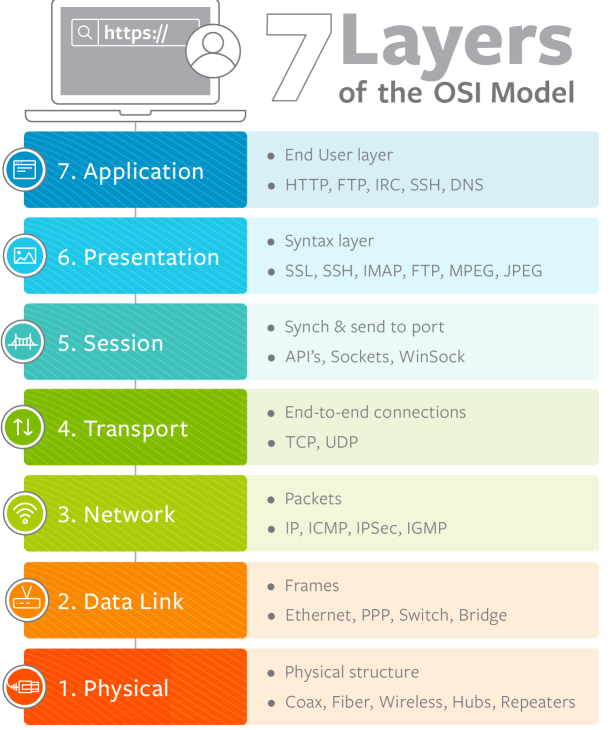 https://
7 Layers
of the OSI Model
7. Application
• End User layer
• HTTP, FTP, IRC, SSH, DNS
6. Presentation
• Syntax layer
• SSL, SSH, IMAP, FTP, MPEG, JPEG
5. Session
• Synch & send to port
• API's, Sockets, WinSock
4. Transport
• End-to-end connections
• TCP, UDP
3. Network
• Packets
• IP, ICMP, IPSec, IGMP
2. Data Link
• Frames
• Ethernet, PPP, Switch, Bridge
1. Physical
• Physical structure
• Coax, Fiber, Wireless, Hubs, Repeaters